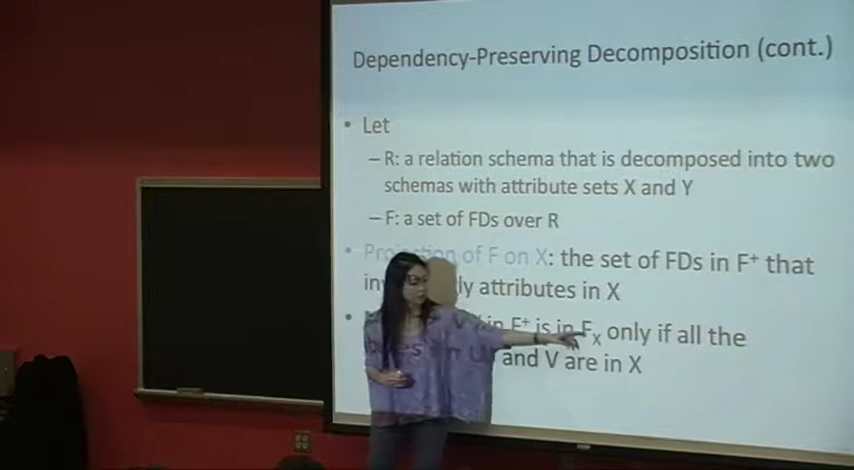 Dependency-Preserving Decomposition (cont.)
• Let
– R: a relation schema that is decomposed into two
schemas with attribute sets X and Y
– F: a set of FDs over R
• Projection of F on X: the set of FDs in F⁺ that
attributes in X
• in F⁺ is in Fₓ only if all the
and V are in X